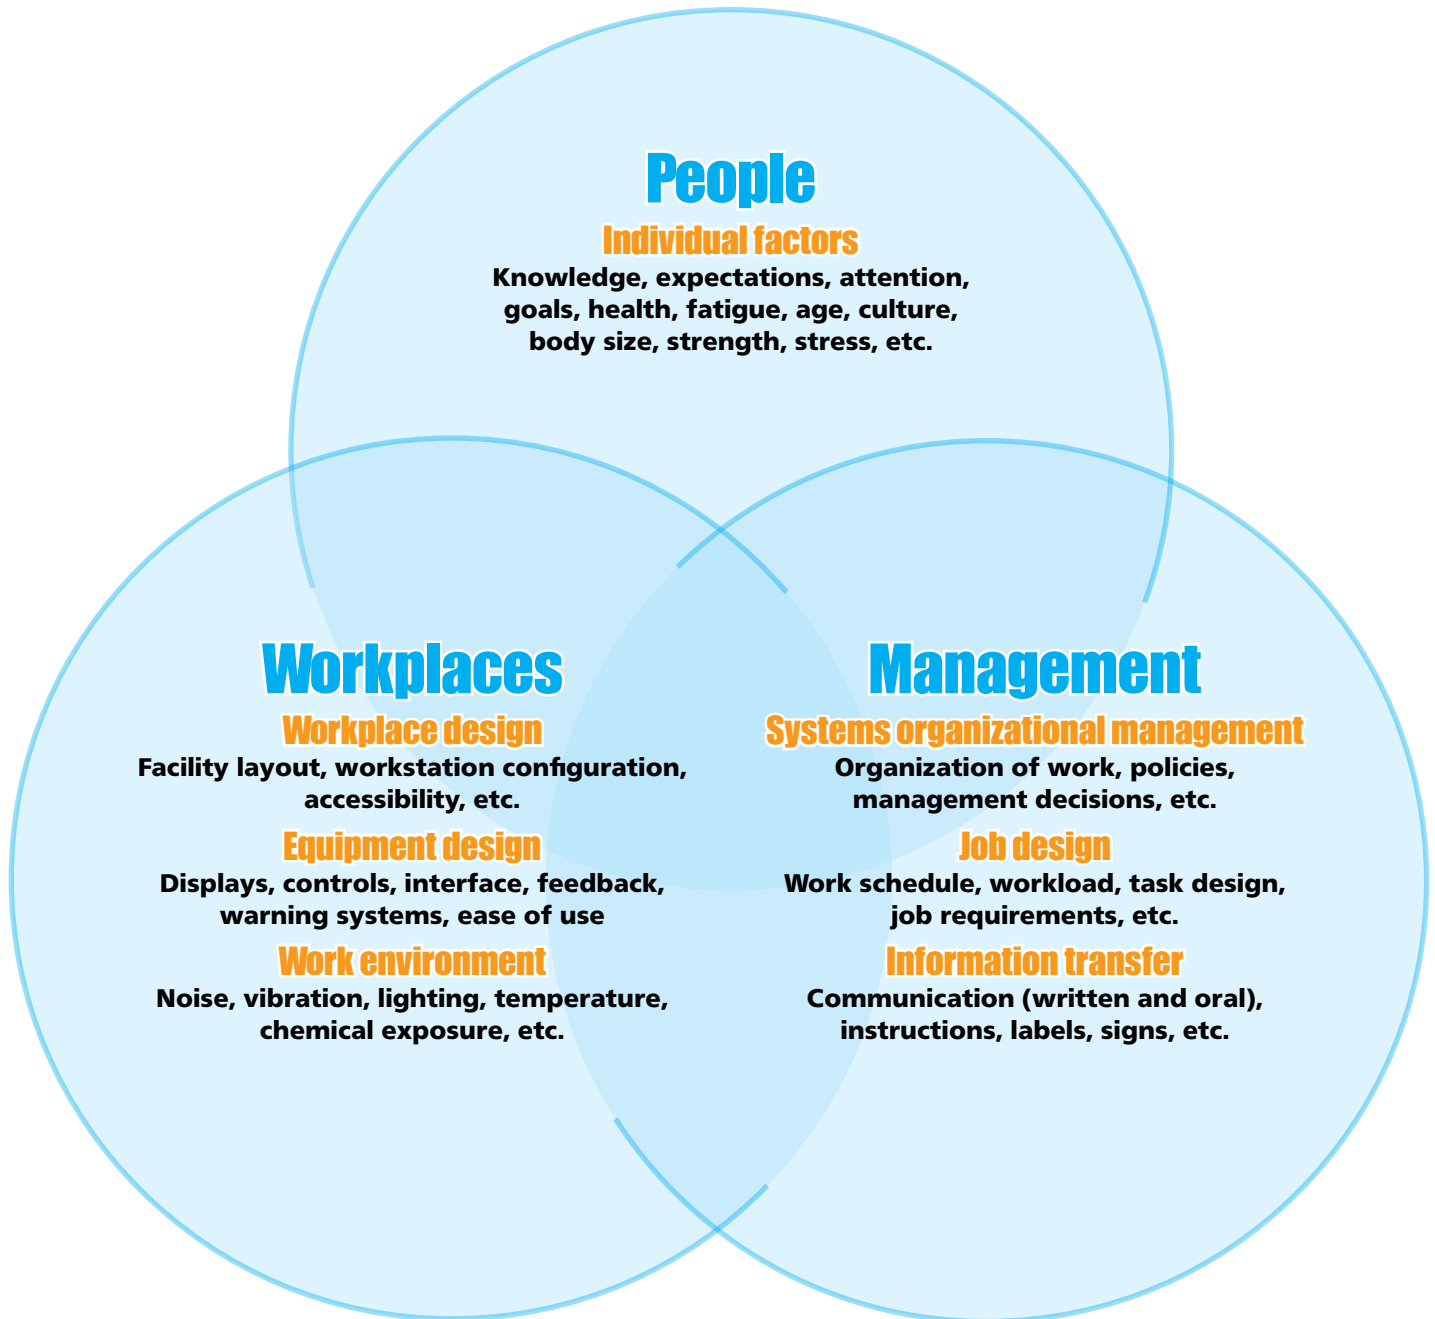 People
Individual factors
Knowledge, expectations, attention,
goals, health, fatigue, age, culture,
body size, strength, stress, etc.
Workplaces
Workplace design
Facility layout, workstation configuration,
accessibility, etc.
Equipment design
Displays, controls, interface, feedback,
warning systems, ease of use
Work environment
Noise, vibration, lighting, temperature,
chemical exposure, etc.
Management
Systems organizational management
Organization of work, policies,
management decisions, etc.
Job design
Work schedule, workload, task design,
job requirements, etc.
Information transfer
Communication (written and oral),
instructions, labels, signs, etc.